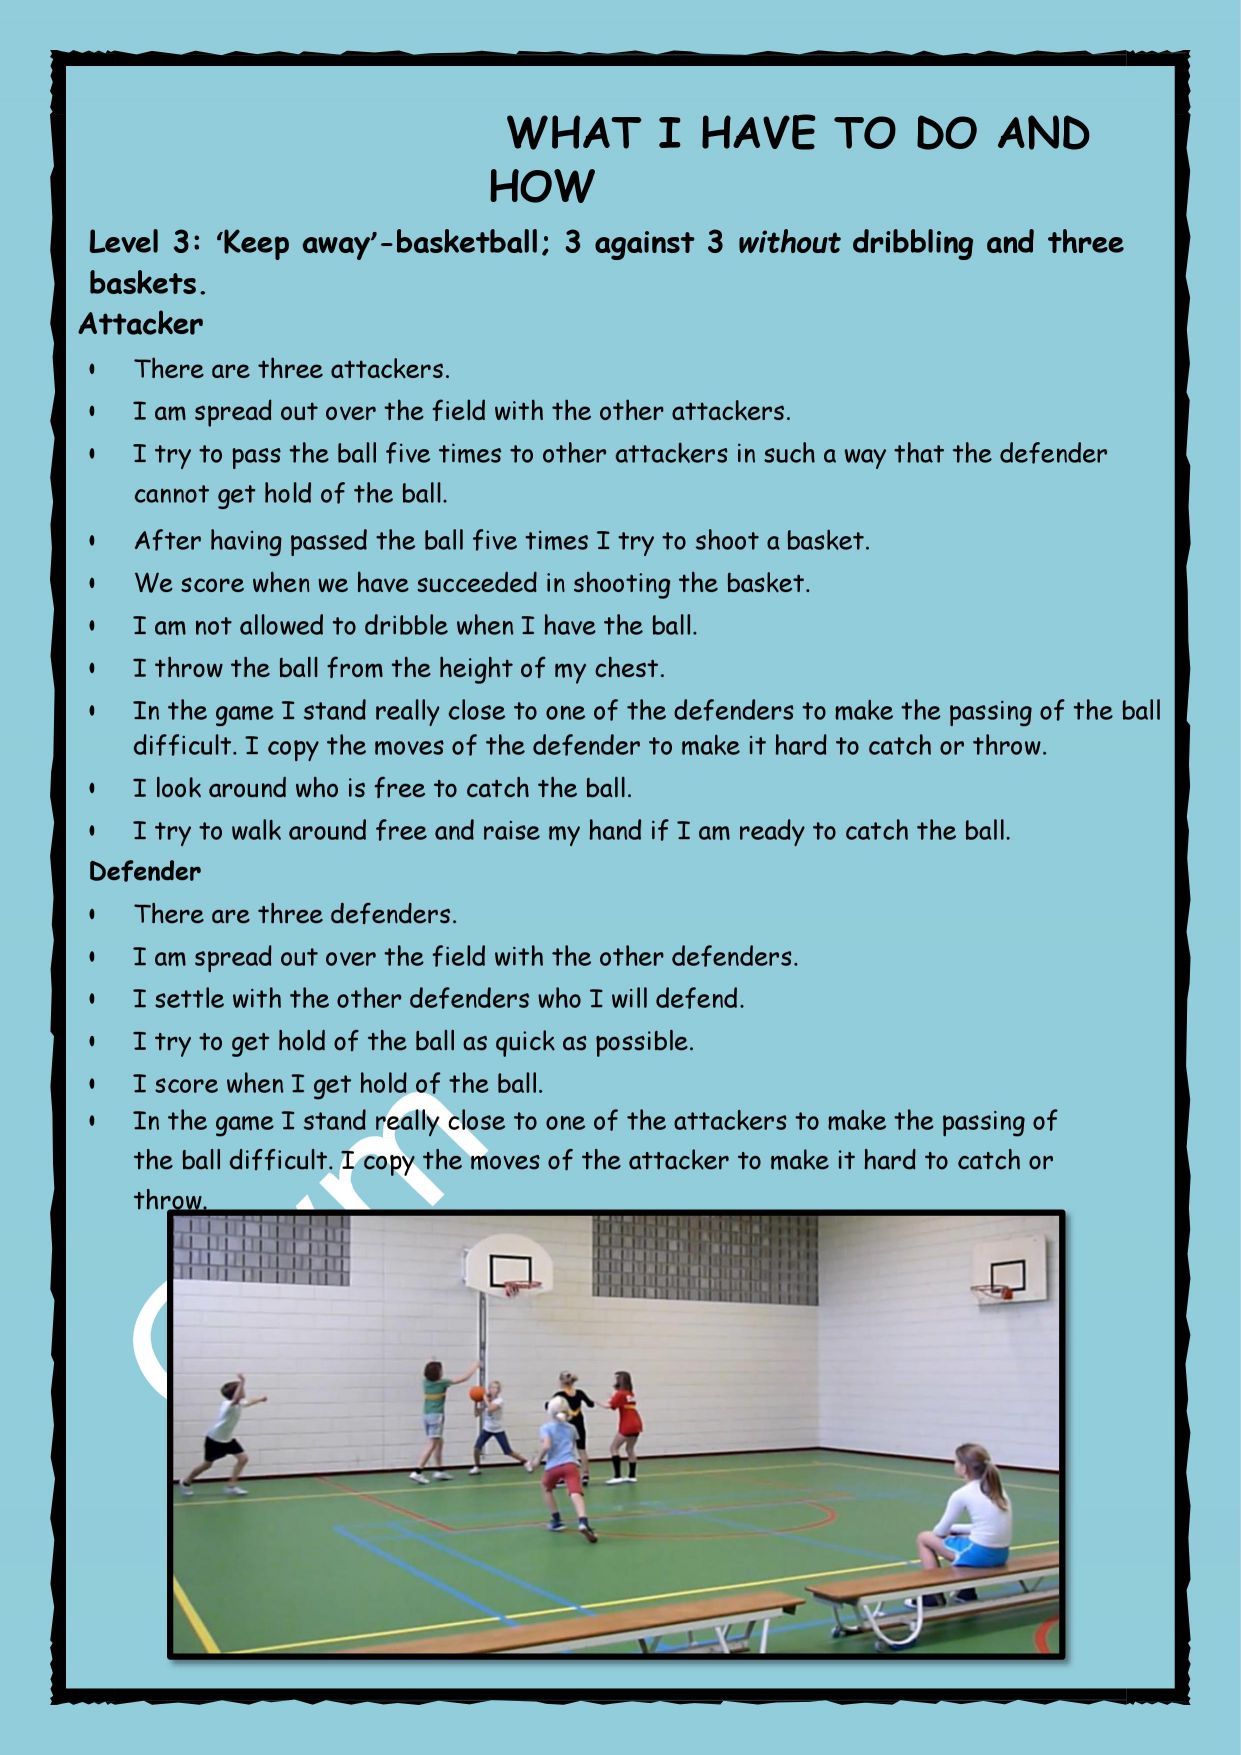 WHAT I HAVE TO DO AND
HOW
Level 3: ‘Keep away’-basketball; 3 against 3 without dribbling and three
baskets.
Attacker
• There are three attackers.
• I am spread out over the field with the other attackers.
• I try to pass the ball five times to other attackers in such a way that the defender
cannot get hold of the ball.
• After having passed the ball five times I try to shoot a basket.
• We score when we have succeeded in shooting the basket.
• I am not allowed to dribble when I have the ball.
• I throw the ball from the height of my chest.
• In the game I stand really close to one of the defenders to make the passing of the ball
difficult. I copy the moves of the defender to make it hard to catch or throw.
• I look around who is free to catch the ball.
• I try to walk around free and raise my hand if I am ready to catch the ball.
Defender
• There are three defenders.
• I am spread out over the field with the other defenders.
• I settle with the other defenders who I will defend.
• I try to get hold of the ball as quick as possible.
• I score when I get hold of the ball.
• In the game I stand really close to one of the attackers to make the passing of
the ball difficult. I copy the moves of the attacker to make it hard to catch or
throw.